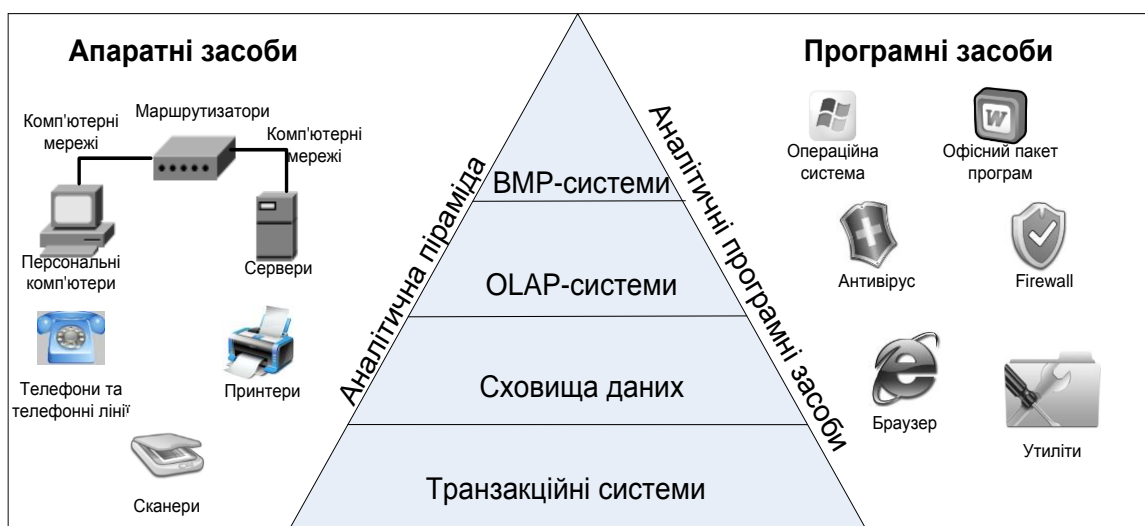 Апаратні засоби
Маршрутизатори
Комп'ютерні
мережі
Комп'ютерні
мережі
Персональні
комп'ютери
Сервери
Телефони та
телефонні лінії
Принтери
Сканери
Аналітична піраміда
BMP-системи
OLAP-системи
Сховища даних
Транзакційні системи
Аналітичні програмні засоби
Програмні засоби
W
Операційна
система
Офісний пакет
програм
Антивірус
Firewall
Браузер
Утиліти